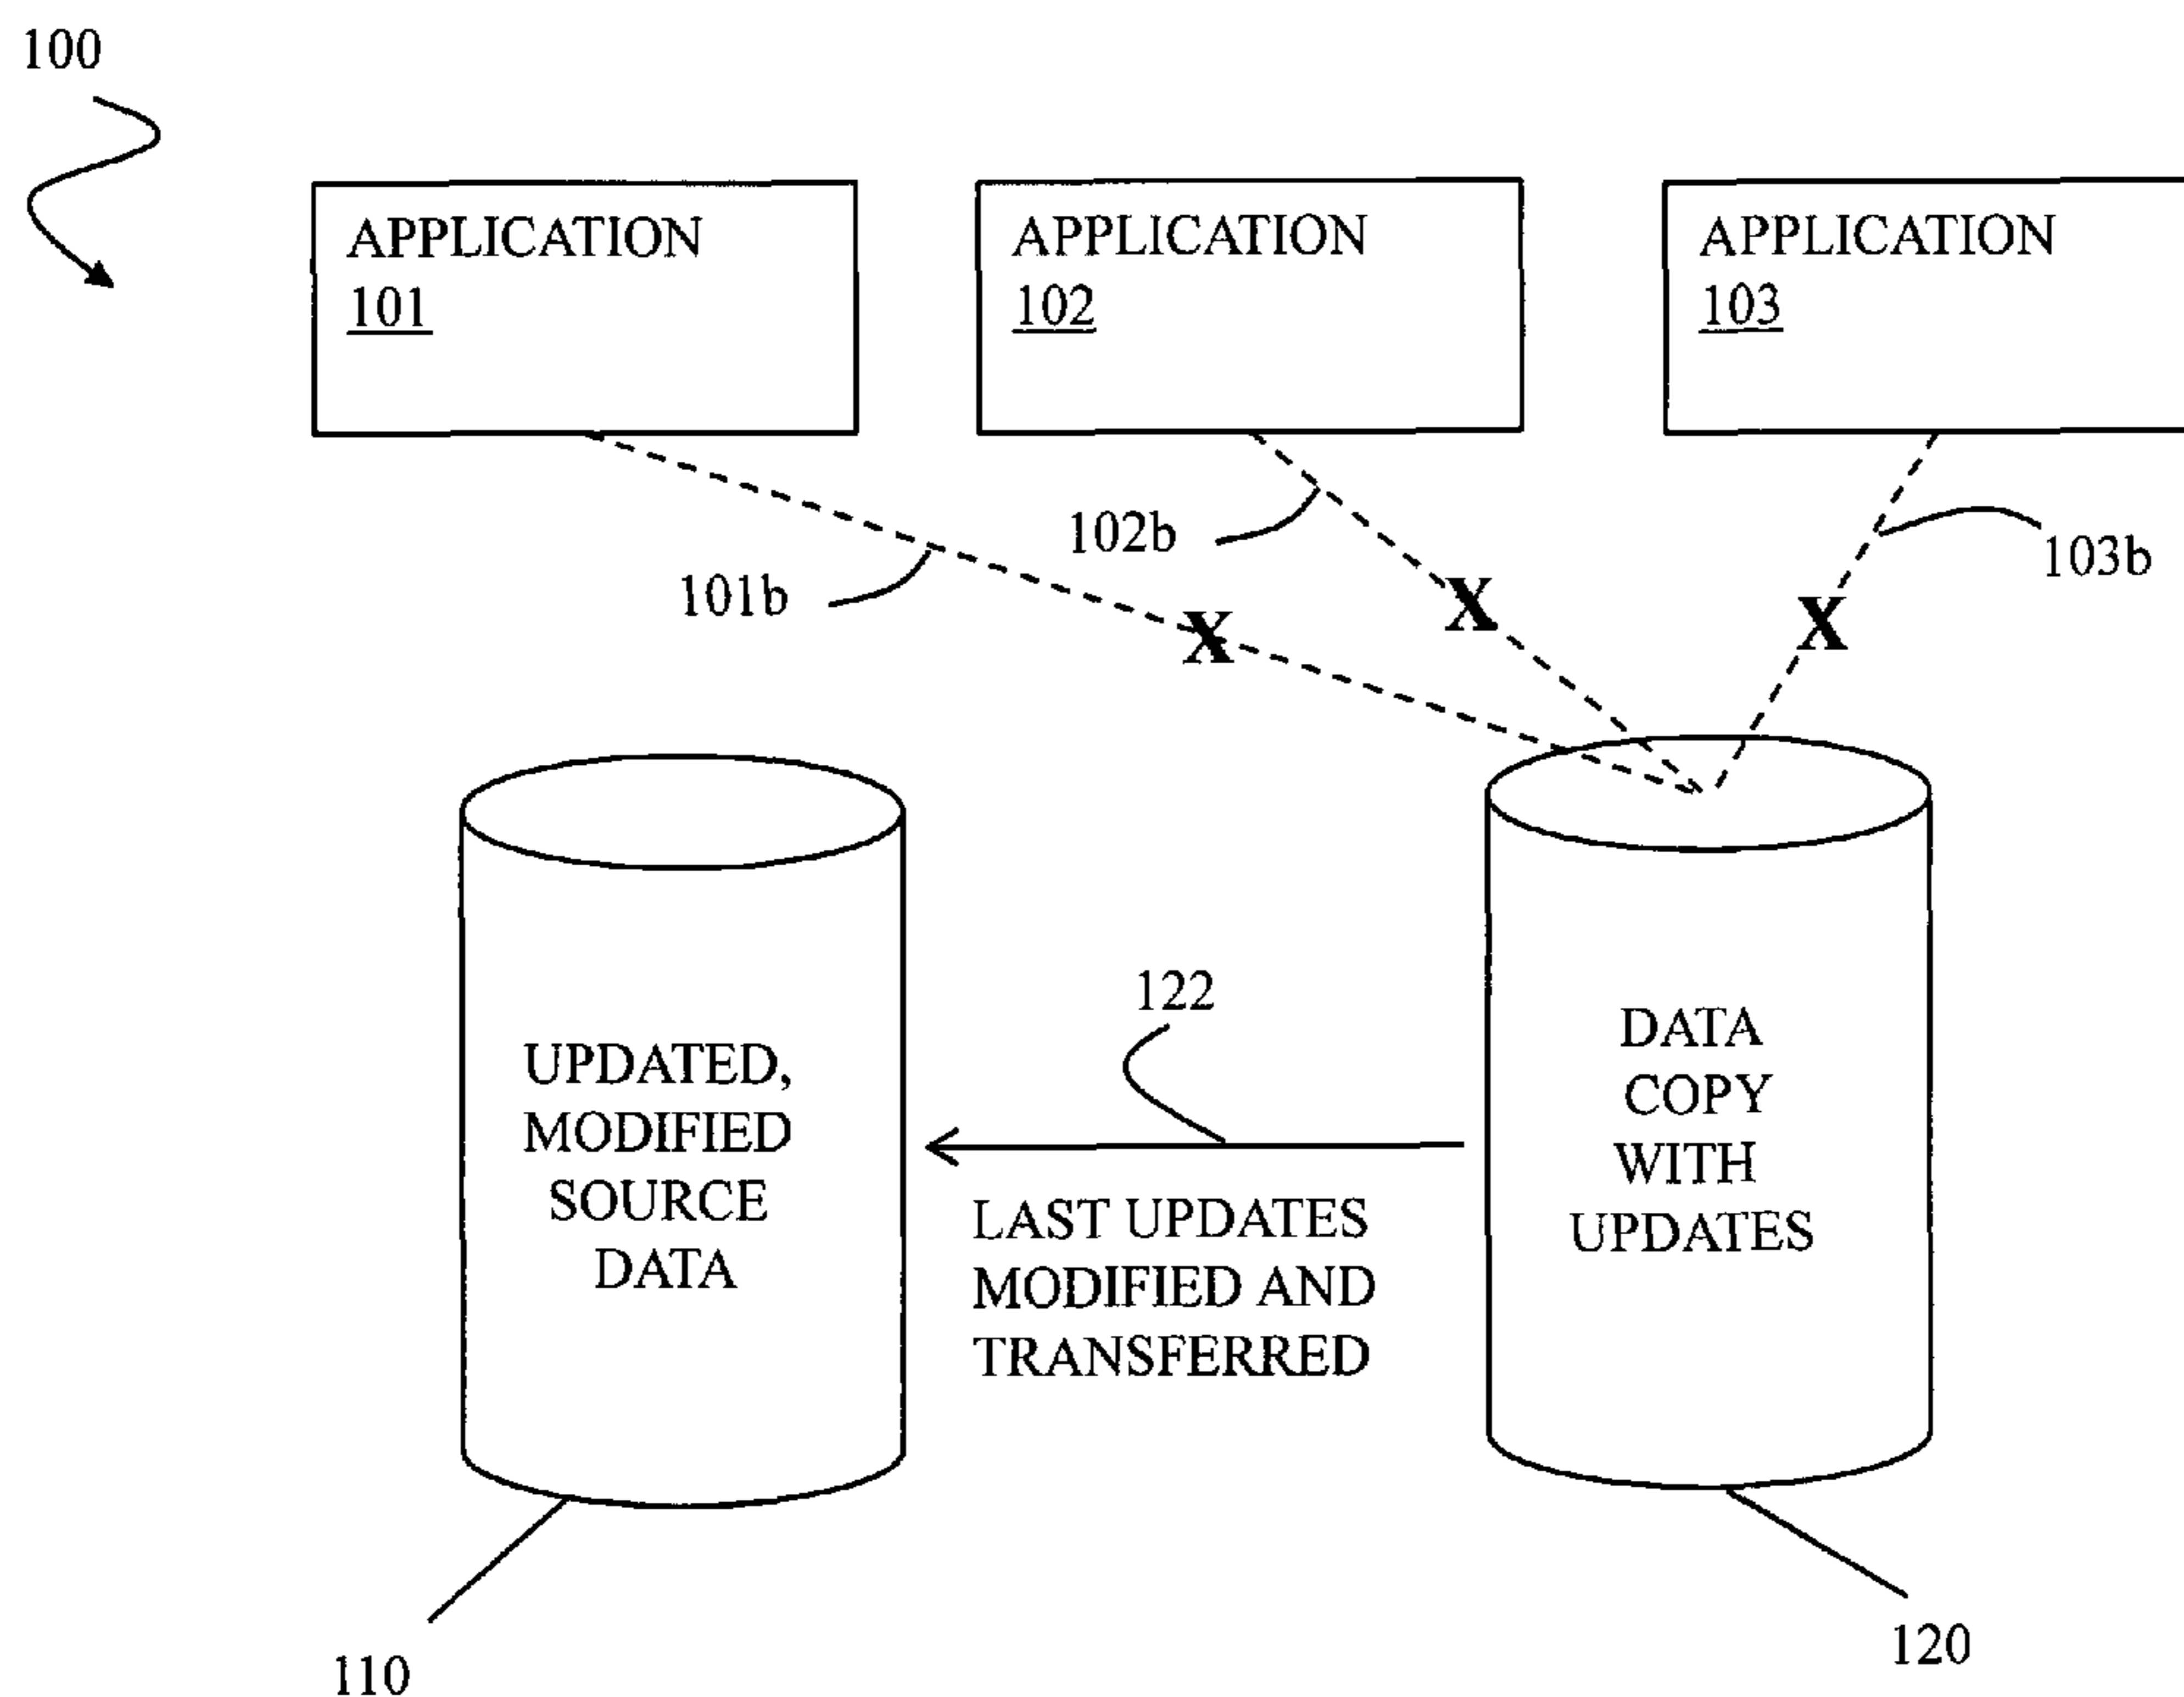 100
APPLICATION
101
APPLICATION
102
APPLICATION
103
101b
102b
103b
X
X
X
UPDATED,
MODIFIED
SOURCE
DATA
122
LAST UPDATES
MODIFIED AND
TRANSFERRED
DATA
COPY
WITH
UPDATES
110
120